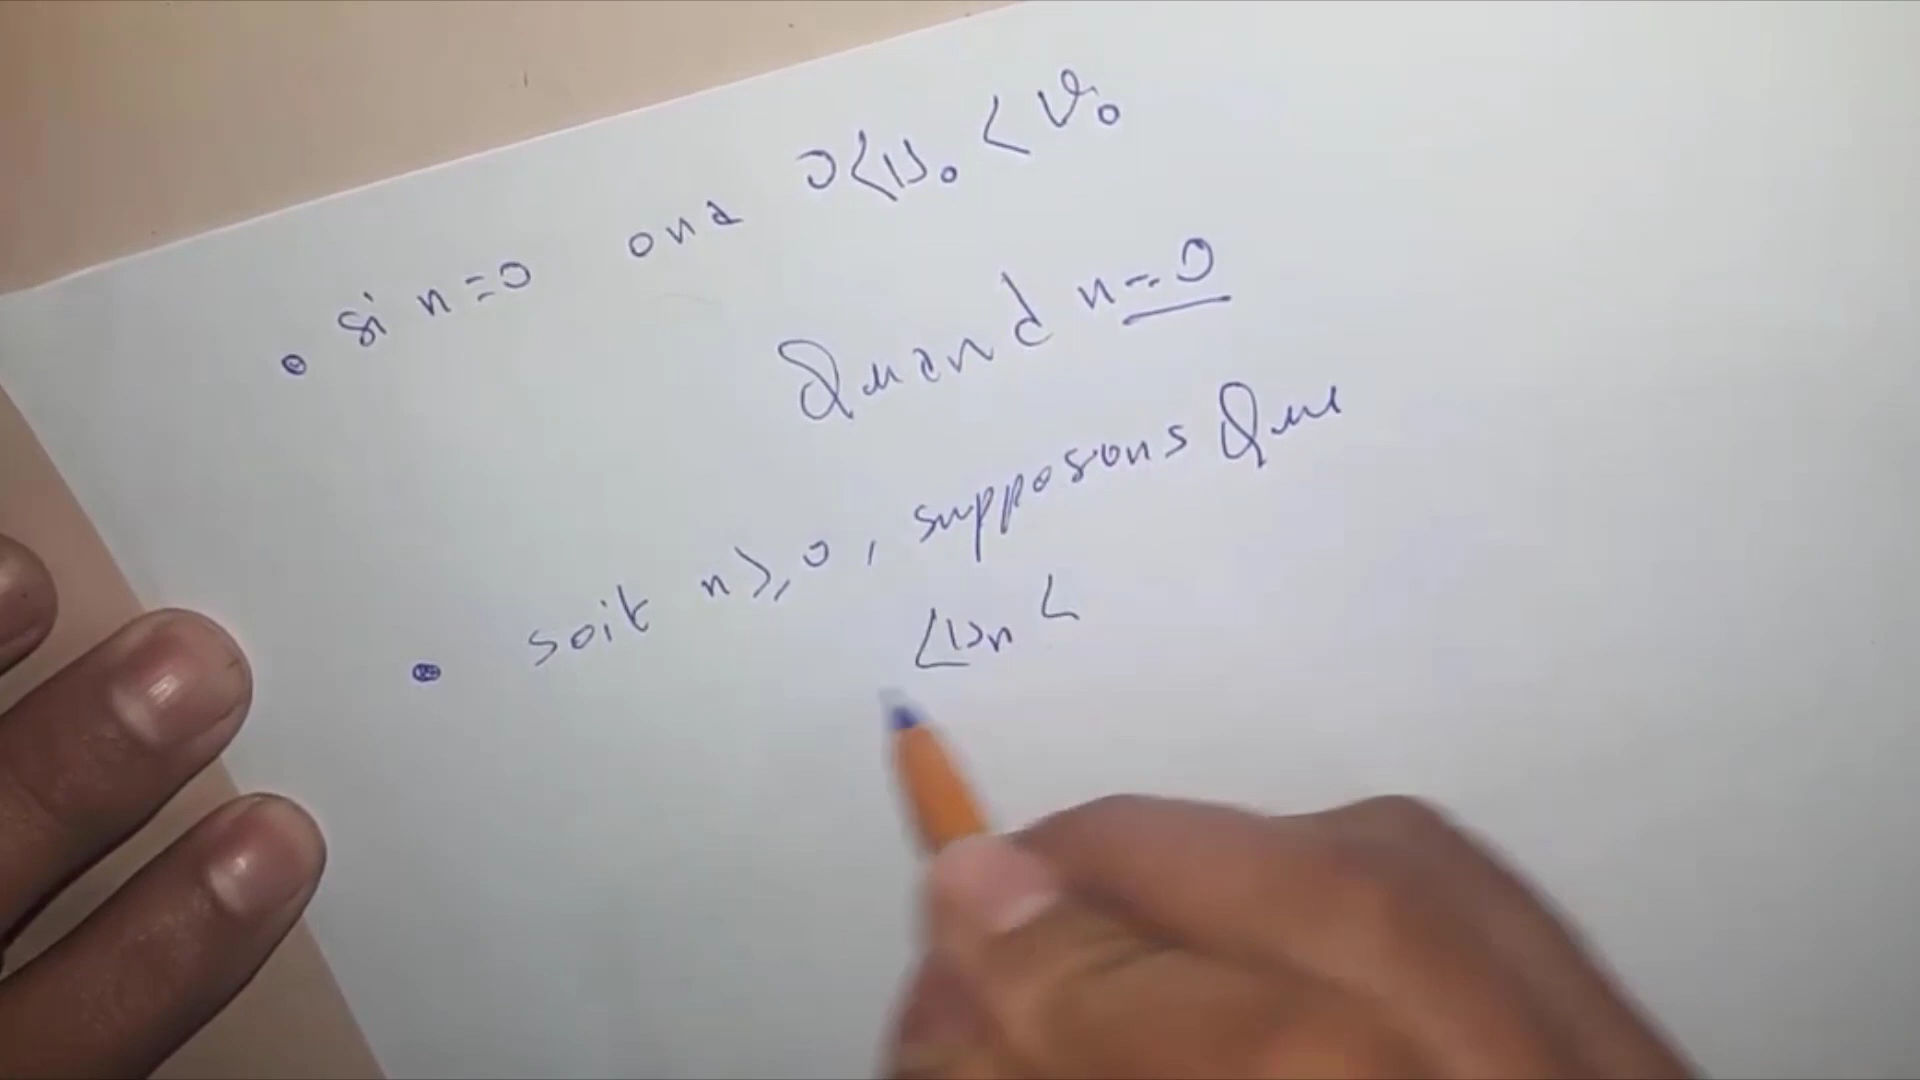 • si n=0 on a 0<u₀ <v₀
Quand n=0
• soit n≥0, supposons Que
<un <